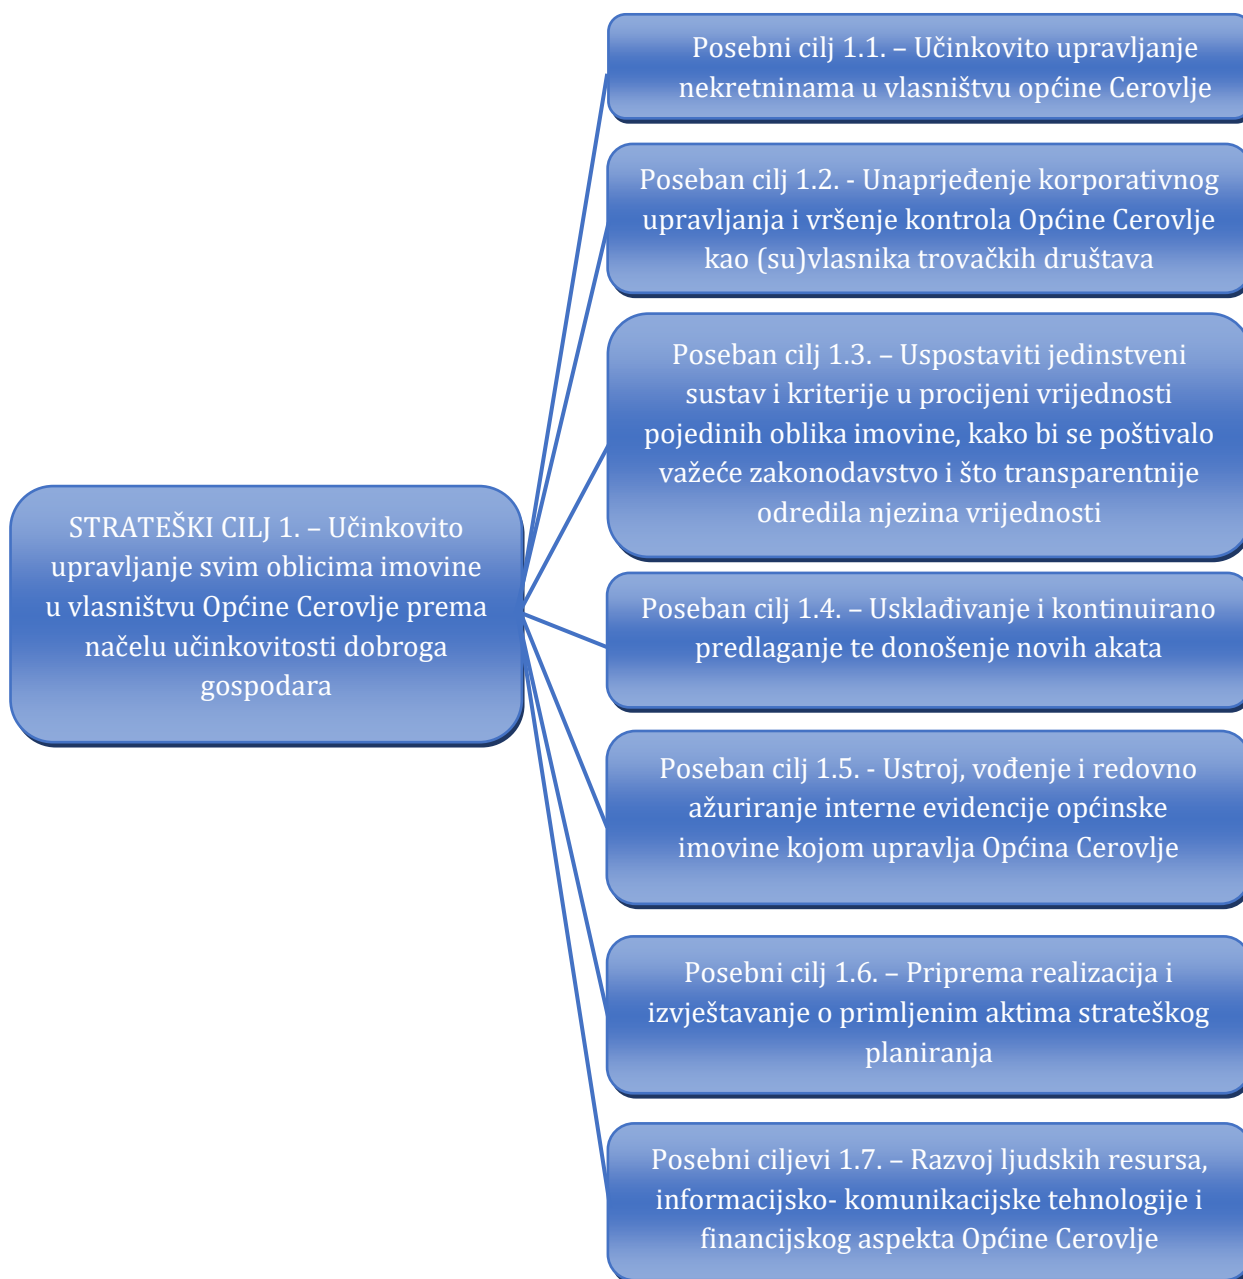 Posebni cilj 1.1. – Učinkovito upravljanje
nekretninama u vlasništvu općine Cerovlje
Poseban cilj 1.2. - Unaprjeđenje korporativnog
upravljanja i vršenje kontrola Općine Cerovlje
kao (su)vlasnika trovačkih društava
Poseban cilj 1.3. – Uspostaviti jedinstveni
sustav i kriterije u procijeni vrijednosti
pojedinih oblika imovine, kako bi se poštivalo
važeće zakonodavstvo i što transparentnije
odredila njezina vrijednosti
STRATEŠKI CILJ 1. – Učinkovito
upravljanje svim oblicima imovine
u vlasništvu Općine Cerovlje prema
načelu učinkovitosti dobroga
gospodara
Poseban cilj 1.4. – Usklađivanje i kontinuirano
predlaganje te donošenje novih akata
Poseban cilj 1.5. - Ustroj, vođenje i redovno
ažuriranje interne evidencije općinske
imovine kojom upravlja Općina Cerovlje
Posebni cilj 1.6. – Priprema realizacija i
izvještavanje o primljenim aktima strateškog
planiranja
Posebni ciljevi 1.7. – Razvoj ljudskih resursa,
informacijsko- komunikacijske tehnologije i
financijskog aspekta Općine Cerovlje